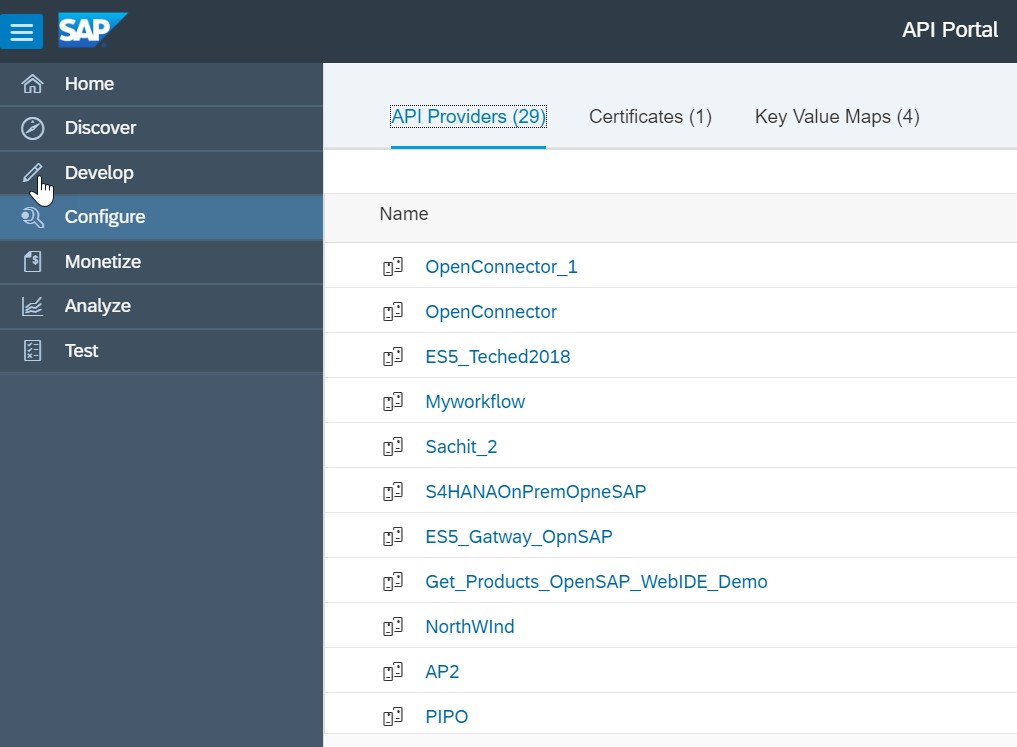 SAP
API Portal
Home
Discover
Develop
Configure
Monetize
Analyze
Test
API Providers (29) Certificates (1) Key Value Maps (4)
Name
OpenConnector_1
OpenConnector
ES5_Teched2018
Myworkflow
Sachit_2
S4HANAOnPremOpneSAP
ES5_Gatway_OpnSAP
Get_Products_OpenSAP_WebIDE_Demo
NorthWInd
AP2
PIPO